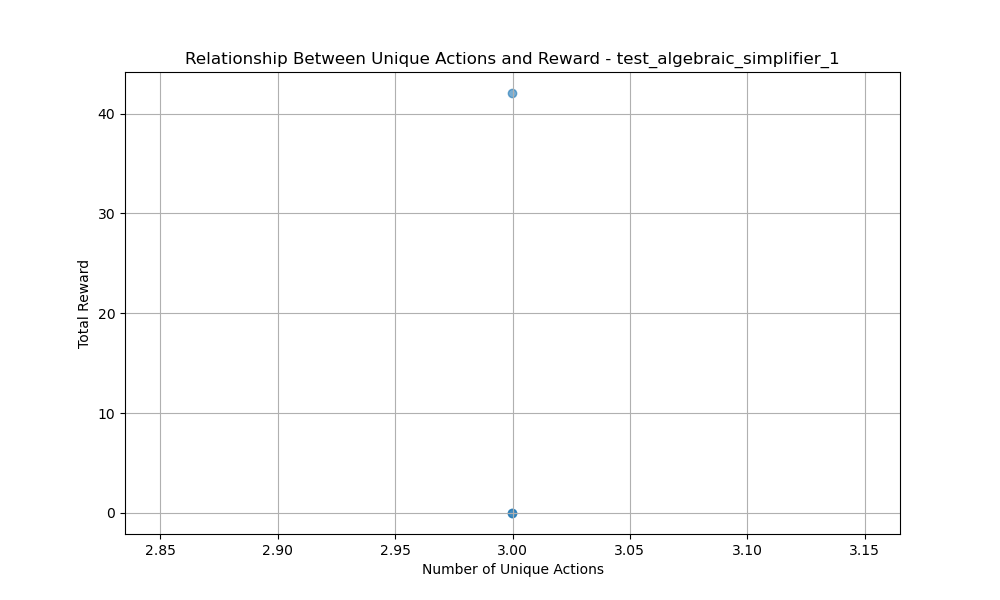 Relationship Between Unique Actions and Reward - test_algebraic_simplifier_1
40
30
20
10
0
Total Reward
2.85 2.90 2.95 3.00 3.05 3.10 3.15
Number of Unique Actions